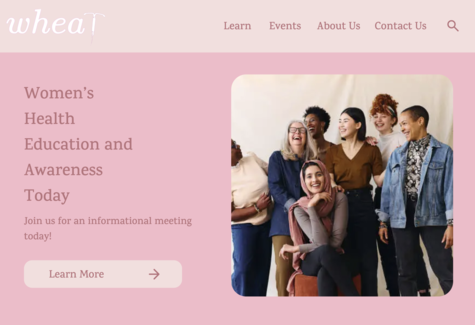 wheaT
Learn Events About Us Contact Us
Women's
Health
Education and
Awareness
Today
Join us for an informational meeting
today!
Learn More